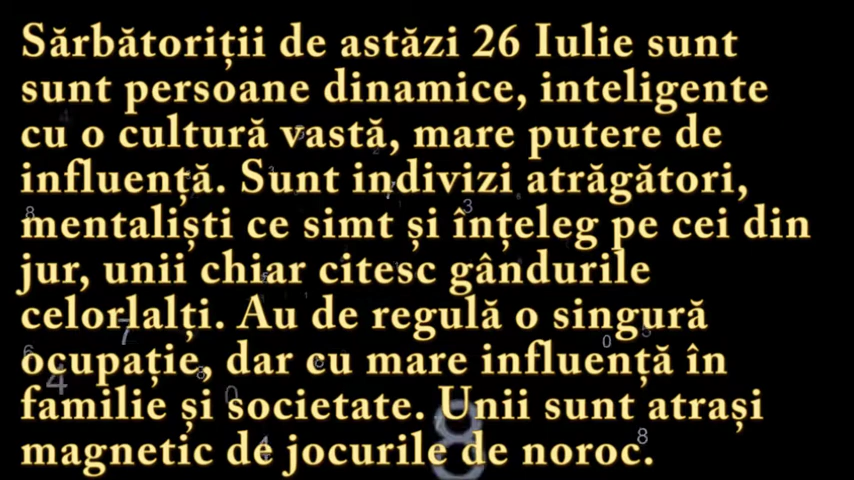 Sărbătoriții de astăzi 26 Iulie sunt
sunt persoane dinamice, inteligente
cu o cultură vastă, mare putere de
influență. Sunt indivizi atrăgători,
mentaliști ce simt și înțeleg pe cei din
jur, unii chiar citesc gândurile
celorlalți. Au de regulă o singură
ocupație, dar cu mare influență în
familie și societate. Unii sunt atrași
magnetic de jocurile de noroc.